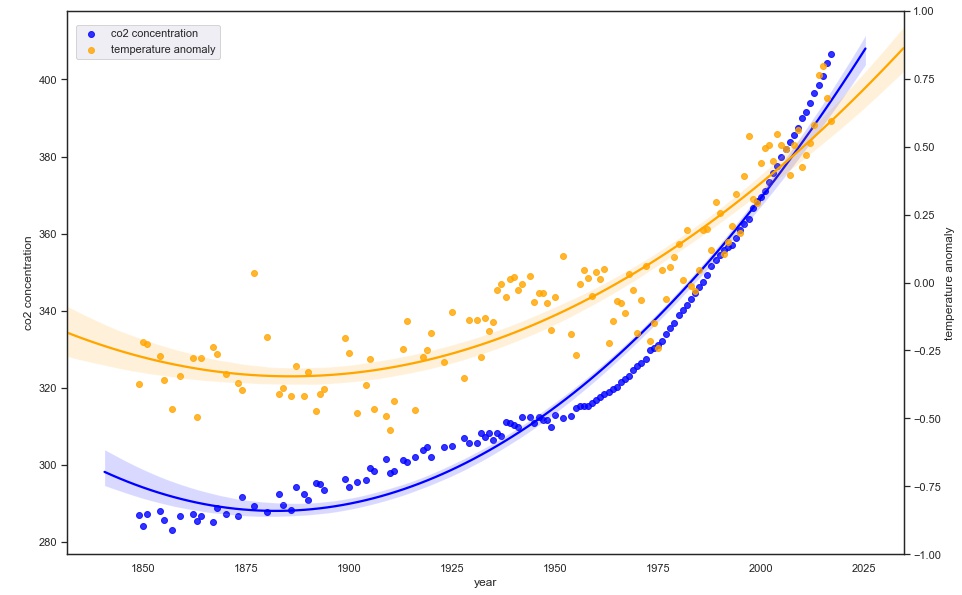 co2 concentration
temperature anomaly
400
380
360
340
320
300
280
co2 concentration
1.00
0.75
0.50
0.25
0.00
−0.25
−0.50
−0.75
−1.00
temperature anomaly
1850 1875 1900 1925 1950 1975 2000 2025
year